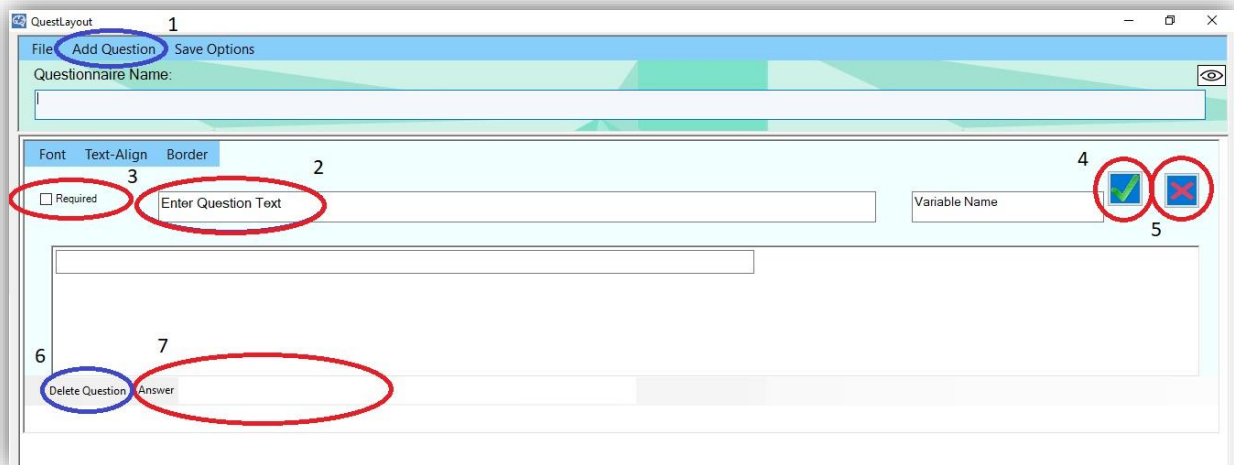 QuestLayout
1
File Add Question Save Options
Questionnaire Name:
Font Text-Align Border
3
2
4
Required
Enter Question Text
Variable Name
5
6
7
Delete Question
Answer